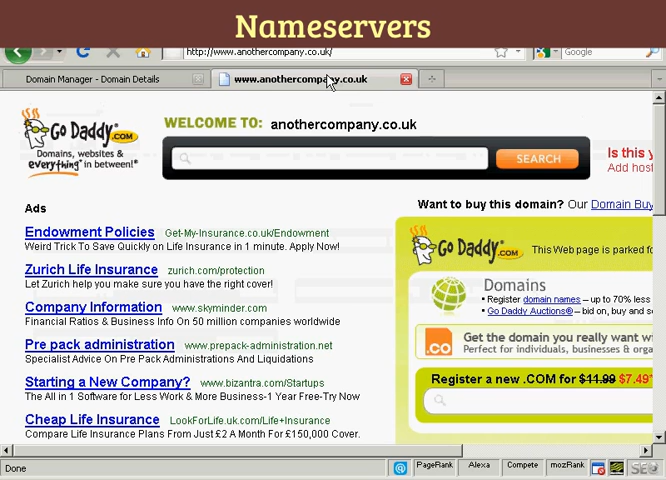 Nameservers
http://www.anothercompany.co.uk/
Google
Domain Manager - Domain Details
www.anothercompany.co.uk
Go Daddy.COM
Domains, websites &
everything* in between!*
WELCOME TO: anothercompany.co.uk
SEARCH
Is this y
Add host
Ads
Want to buy this domain? Our Domain Buy
Endowment Policies Get-My-Insurance.co.uk/Endowment
Weird Trick To Save Quickly on Life Insurance in 1 minute. Apply Now!
Zurich Life Insurance zurich.com/protection
Let Zurich help you make sure you have the right cover!
Company Information www.skyminder.com
Financial Ratios & Business Info On 50 million companies worldwide
Pre pack administration www.prepack-administration.net
Specialist Advice On Pre Pack Administrations And Liquidations
Starting a New Company? www.bizantra.com/Startups
The All in 1 Software for Less Work & More Business-1 Year Free-Try Now
Cheap Life Insurance LookForLife.uk.com/Life+Insurance
Compare Life Insurance Plans From Just £2 A Month For £150,000 Cover.
Go Daddy.COM
This Web page is parked fo
Domains
• Register domain names – up to 70% less
• Go Daddy Auctions® – bid on, buy and se
.co
Get the domain you really want wi
Perfect for individuals, businesses & orga
Register a new .COM for $11.99 $7.49*
Done
PageRank
Alexa
Compete
mozRank
SEO